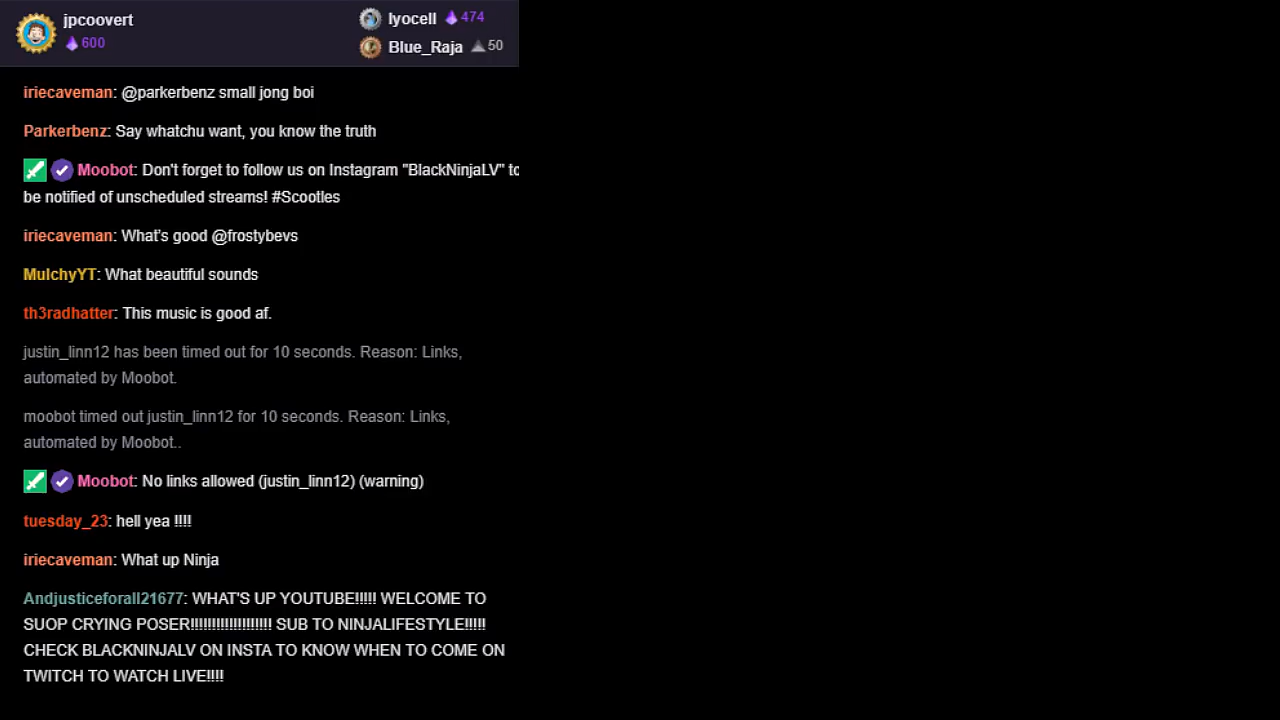 jpcoovert
600
lyocell 474
Blue_Raja 50
iriecaveman: @parkerbenz small jong boi
Parkerbenz: Say whatchu want, you know the truth
Moobot: Don't forget to follow us on Instagram "BlackNinjaLV" to
be notified of unscheduled streams! #Scootles
iriecaveman: What's good @frostybevs
MulchyYT: What beautiful sounds
th3radhatter: This music is good af.
justin_linn12 has been timed out for 10 seconds. Reason: Links,
automated by Moobot.
moobot timed out justin_linn12 for 10 seconds. Reason: Links,
automated by Moobot..
Moobot: No links allowed (justin_linn12) (warning)
tuesday_23: hell yea !!!!
iriecaveman: What up Ninja
Andjusticeforall21677: WHAT'S UP YOUTUBE!!!!! WELCOME TO
SUOP CRYING POSER!!!!!!!!!!!!!!!!!!! SUB TO NINJALIFESTYLE!!!!!
CHECK BLACKNINJALV ON INSTA TO KNOW WHEN TO COME ON
TWITCH TO WATCH LIVE!!!!